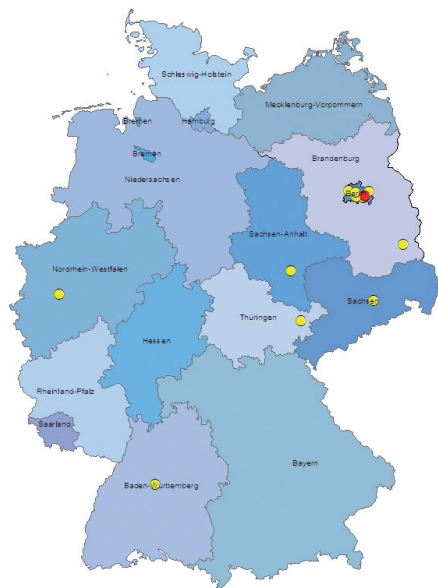 Schleswig-Holstein
Mecklenburg-Vorpommern
Bremen
Hamburg
Bremen
Brandenburg
Niedersachsen
Sachsen-Anhalt
Nordrhein-Westfalen
Sachsen
Thüringen
Hessen
Rheinland-Pfalz
Saarland
Bayern
Baden-Württemberg